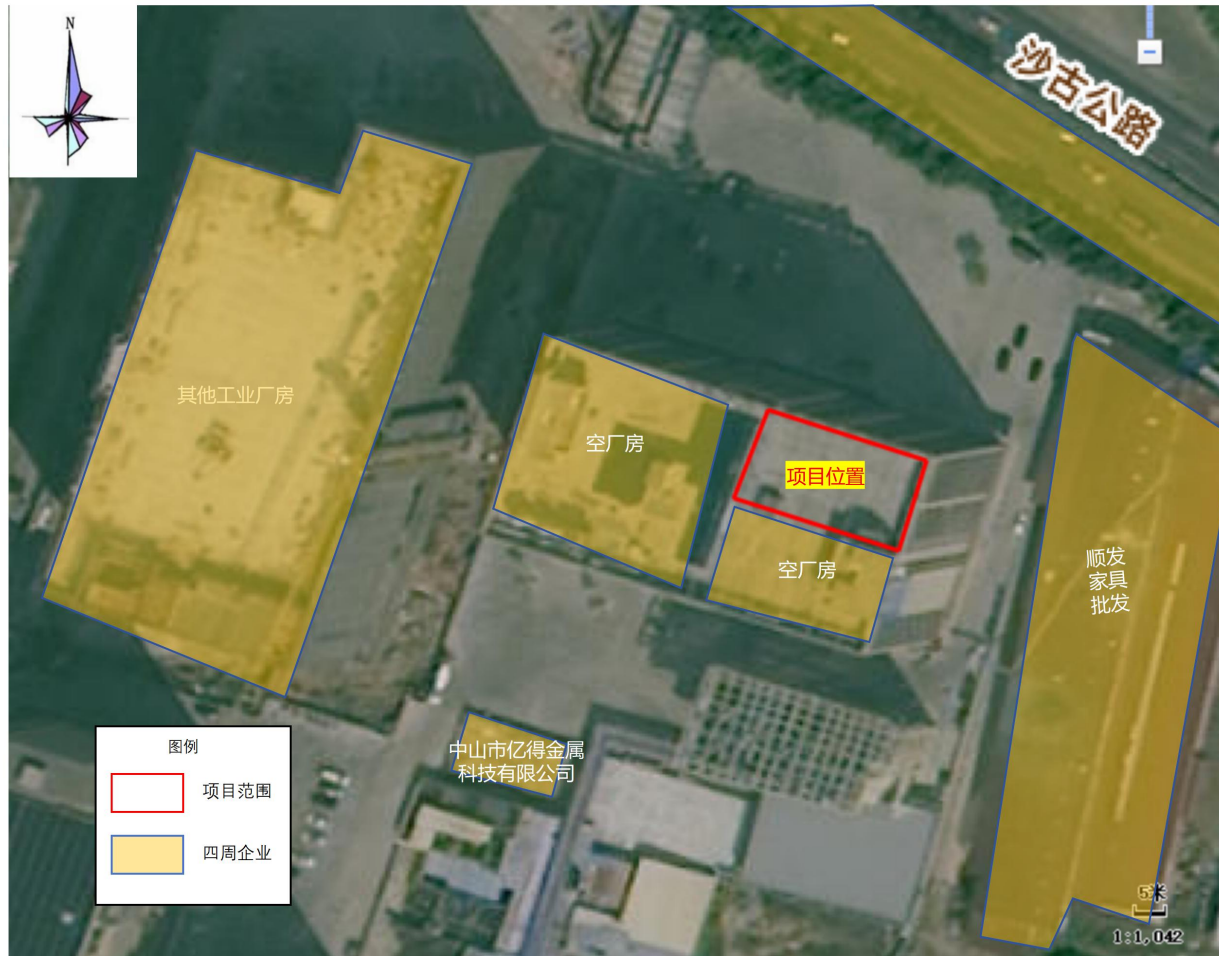 N
沙古公路
其他工业厂房
空厂房
项目位置
空厂房
顺发
家具
批发
中山市亿得金属
科技有限公司
图例
项目范围
四周企业
5米
1:1,042